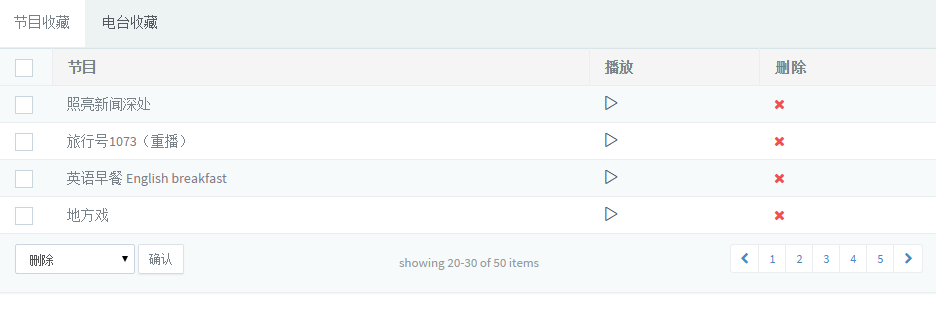 节目收藏 电台收藏
节目 播放 删除
照亮新闻深处
旅行号1073（重播）
英语早餐 English breakfast
地方戏
删除 确认 showing 20-30 of 50 items 1 2 3 4 5